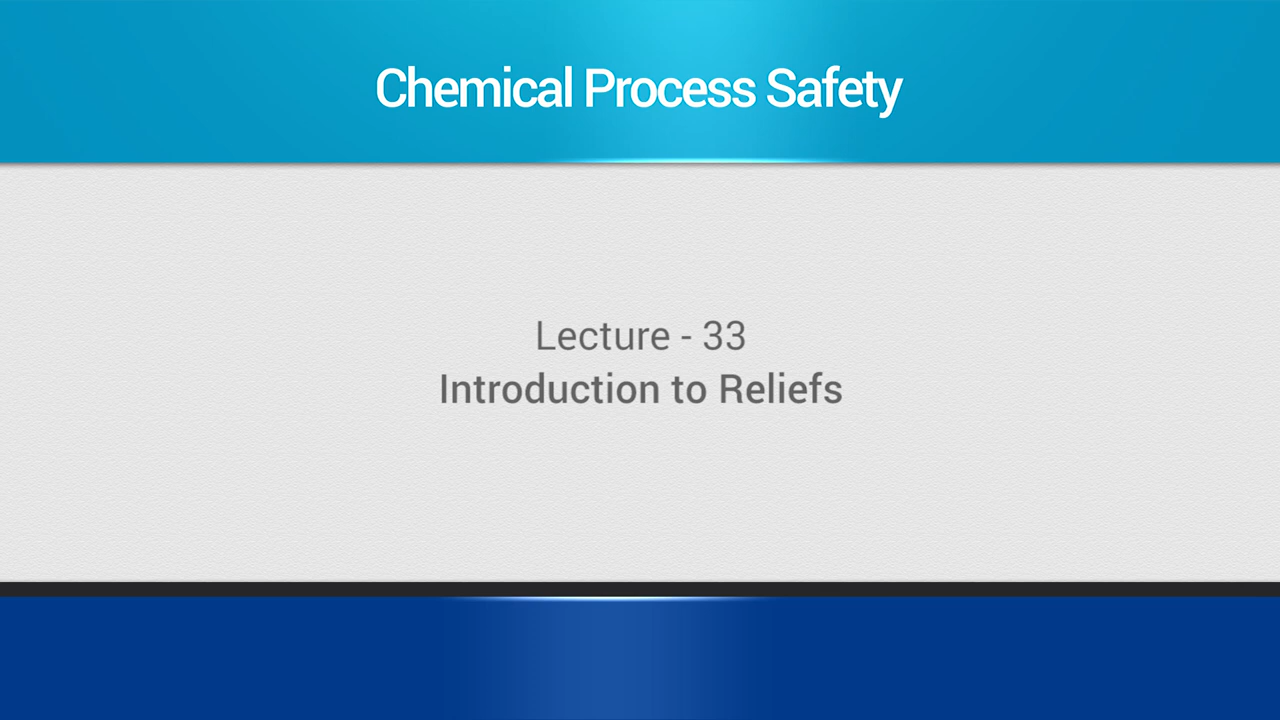 Chemical Process Safety
Lecture - 33
Introduction to Reliefs